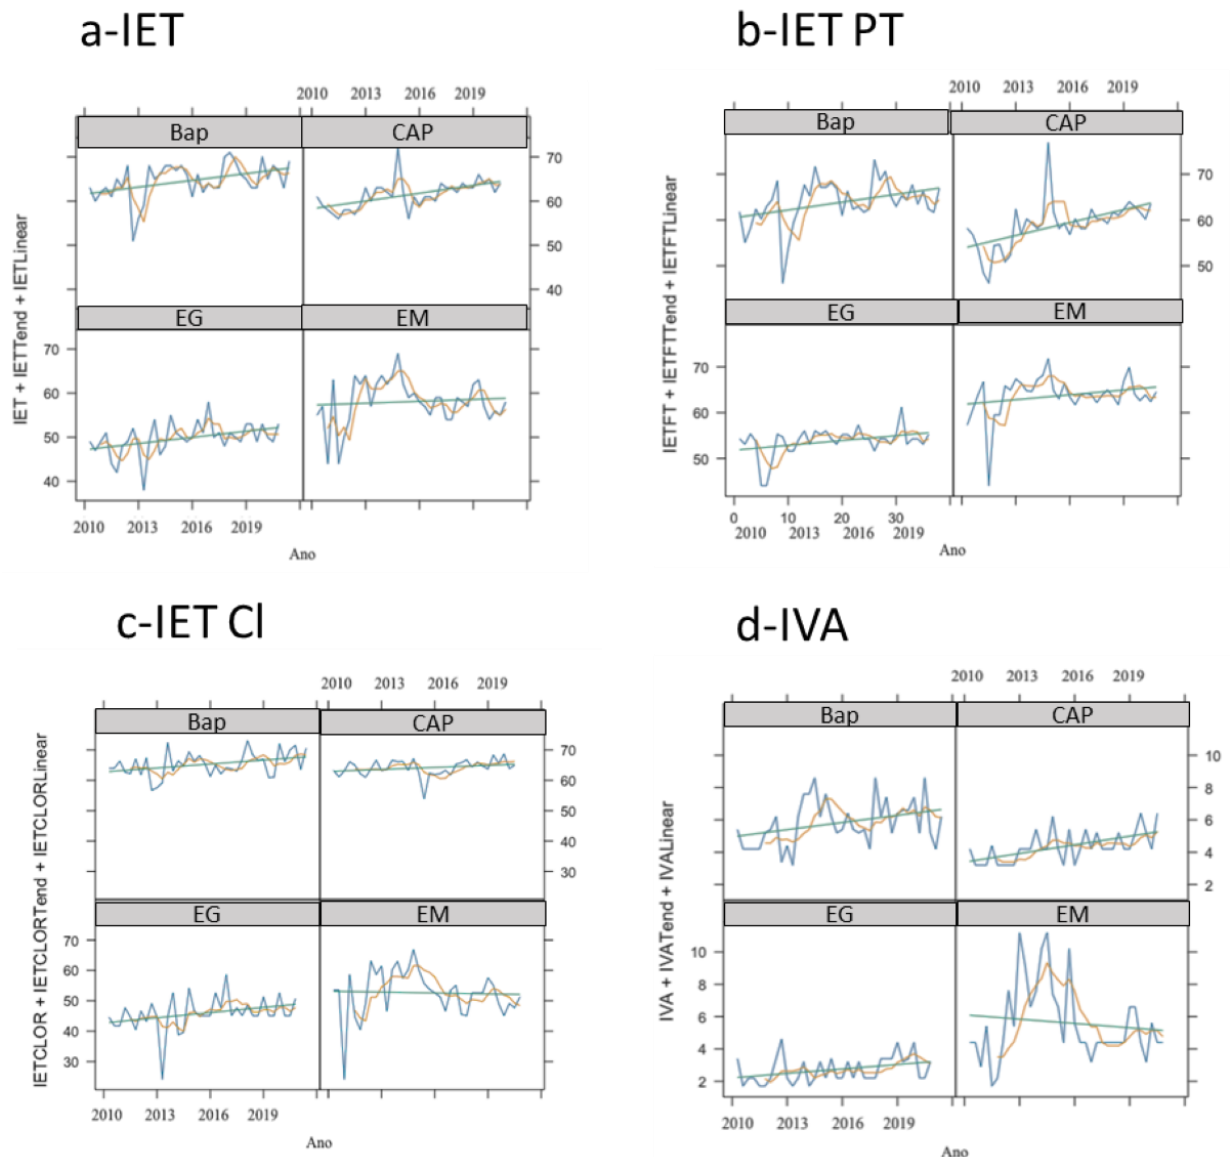 a-IET
2010 2013 2016 2019
Bap CAP
70
60
50
40
EG EM
70
60
50
40
2010 2013 2016 2019
Ano
IET + IETTend + IETLinear
b-IET PT
2010 2013 2016 2019
Bap CAP
70
60
50
EG EM
70
60
50
0 10 20 30
2010 2013 2016 2019
Ano
IETFT + IETFTTend + IETFTLinear
c-IET Cl
2010 2013 2016 2019
Bap CAP
70
60
50
40
30
EG EM
70
60
50
40
30
2010 2013 2016 2019
Ano
IETCLOR + IETCLORTend + IETCLORLinear
d-IVA
2010 2013 2016 2019
Bap CAP
10
8
6
4
2
EG EM
10
8
6
4
2
2010 2013 2016 2019
Ano
IVA + IVATend + IVALinear